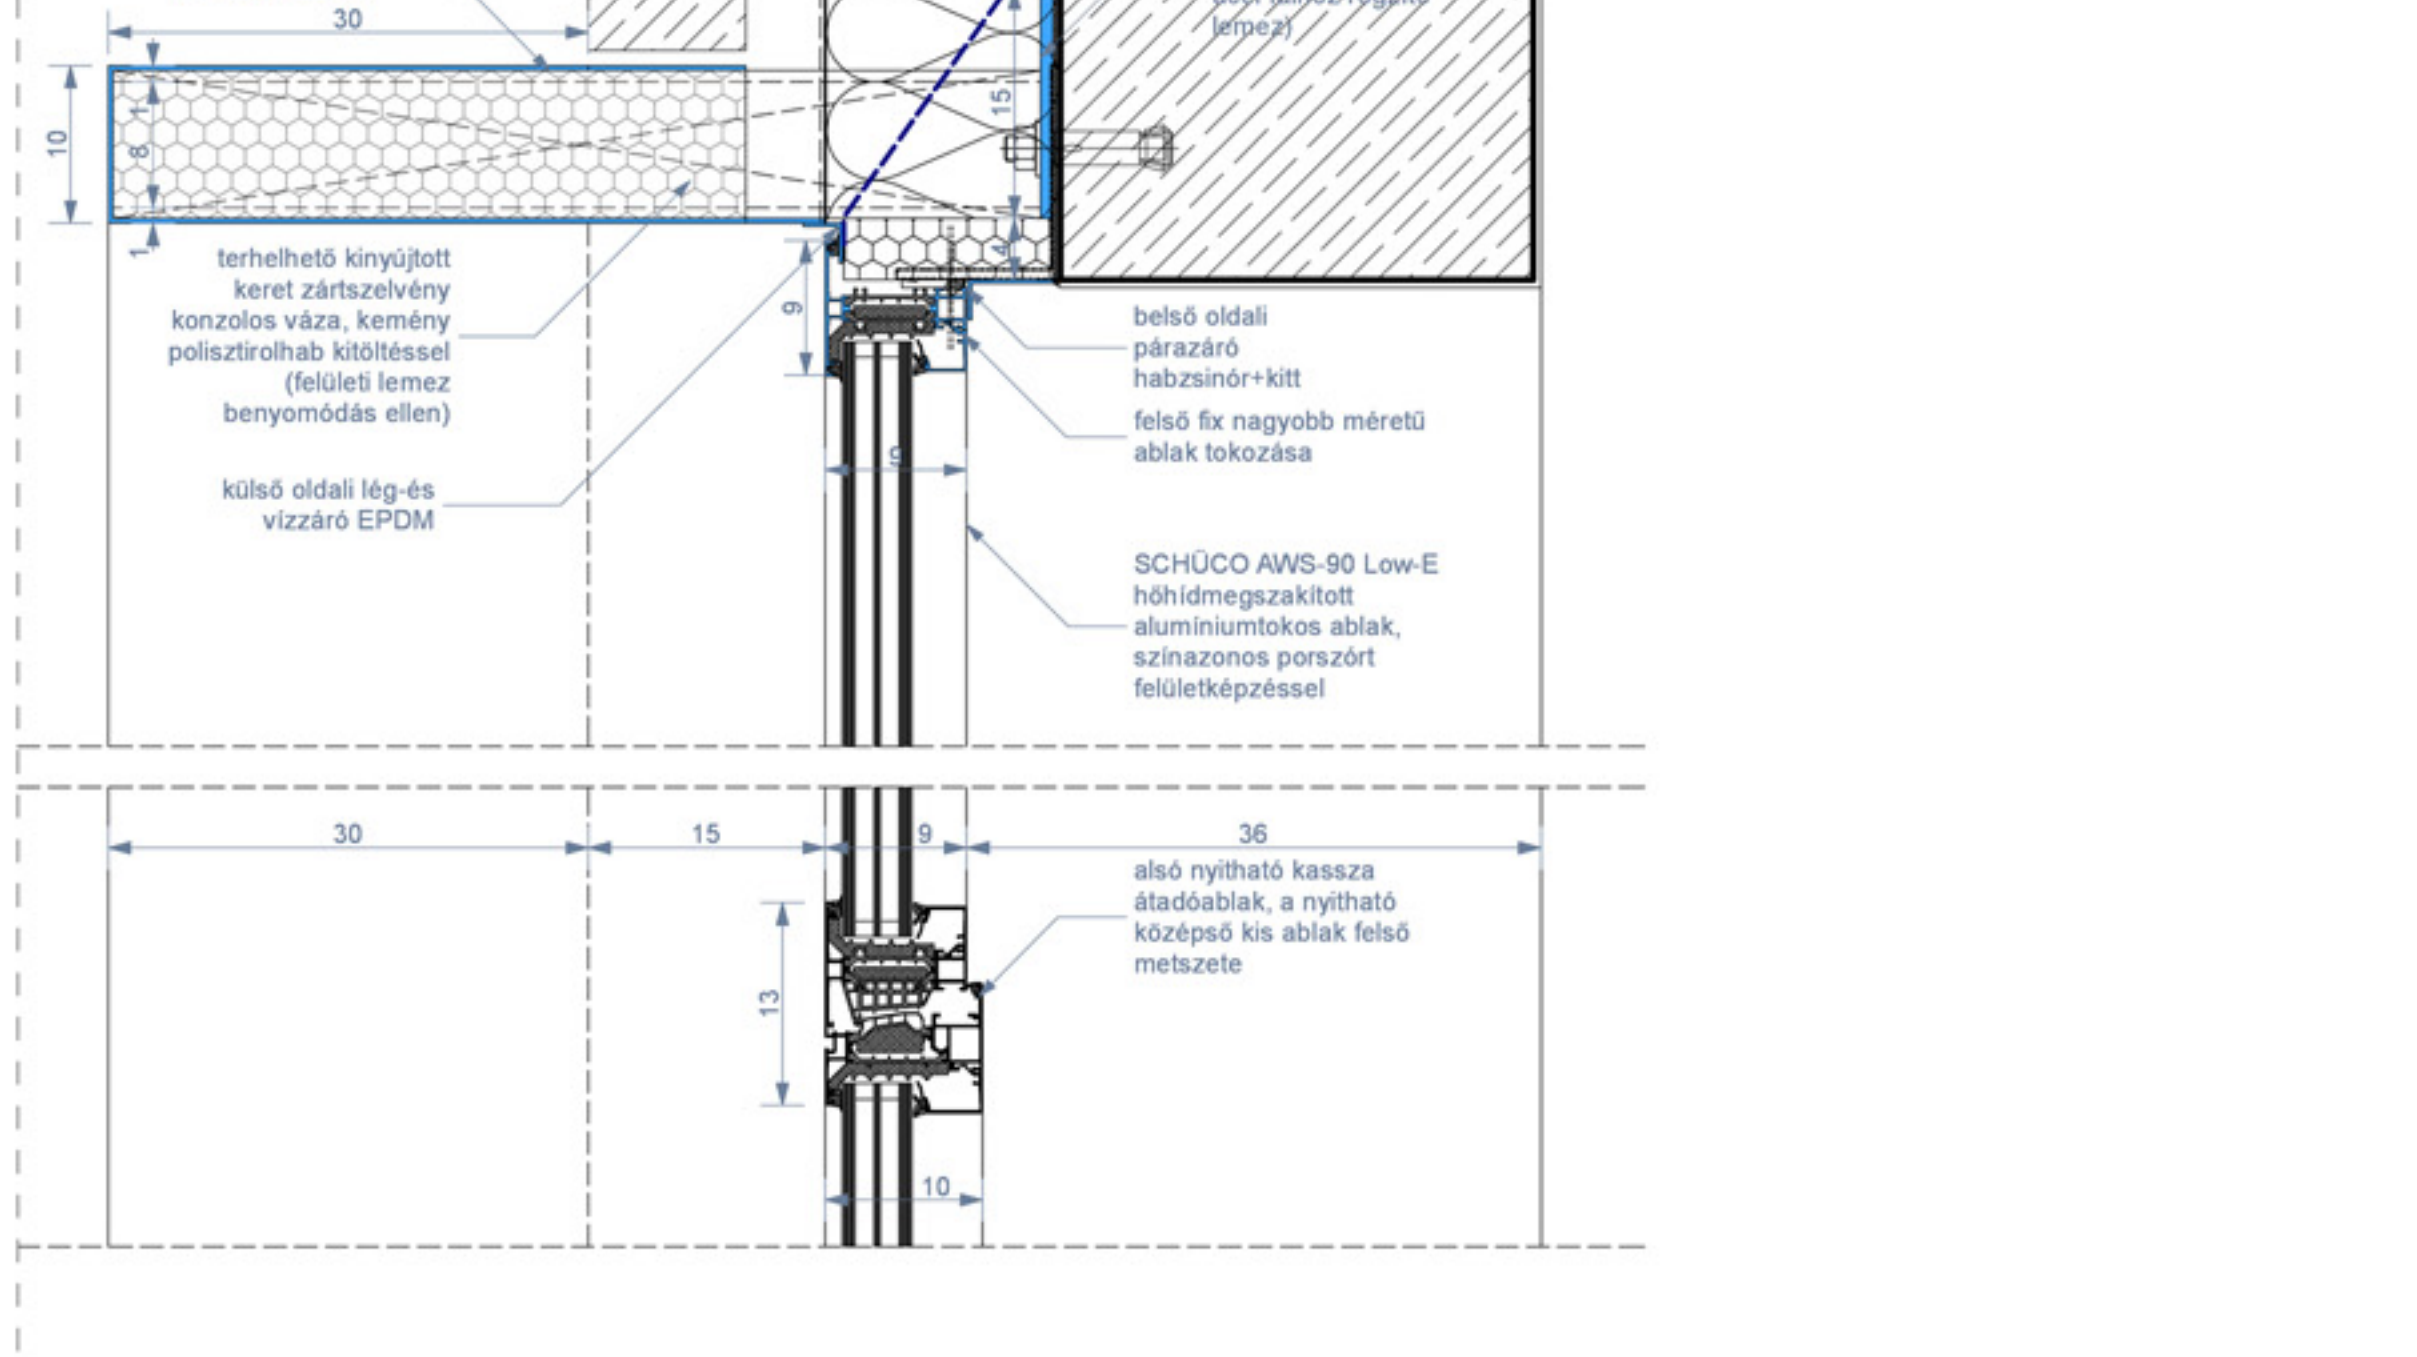 lemez)
30
15
10
1
8
1
4
terhelhető kinyújtott
keret zártszelvény
konzolos váza, kemény
polisztirolhab kitöltéssel
(felületi lemez
benyomódás ellen)
9
belső oldali
párazáró
habzsinór+kitt
felső fix nagyobb méretű
ablak tokozása
9
külső oldali lég-és
vízzáró EPDM
SCHÜCO AWS-90 Low-E
hőhídmegszakított
alumíniumtokos ablak,
színazonos porszórt
felületképzéssel
30
15
9
36
alsó nyitható kassza
átadóablak, a nyitható
középső kis ablak felső
metszete
13
10